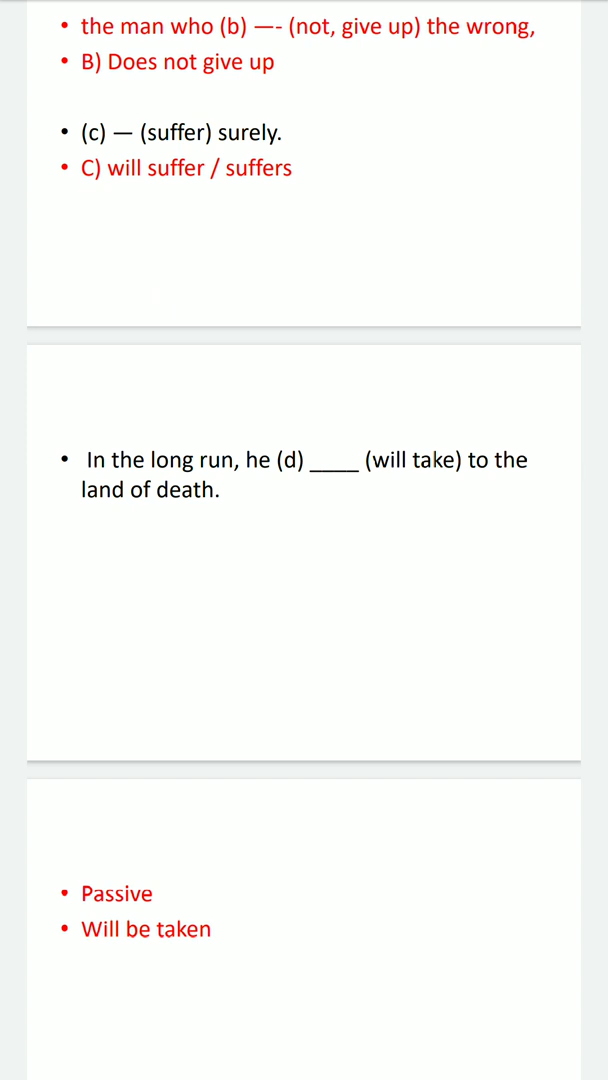 • the man who (b) —- (not, give up) the wrong,
• B) Does not give up
• (c) — (suffer) surely.
• C) will suffer / suffers
• In the long run, he (d) ____ (will take) to the
land of death.
• Passive
• Will be taken